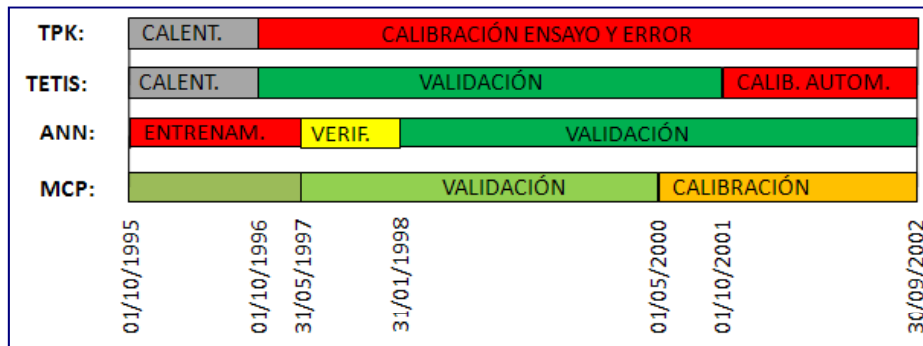 TPK: CALENT. CALIBRACIÓN ENSAYO Y ERROR
TETIS: CALENT. VALIDACIÓN CALIB. AUTOM.
ANN: ENTRENAM. VERIF. VALIDACIÓN
MCP: VALIDACIÓN CALIBRACIÓN
01/10/1995
01/10/1996
31/05/1997
31/01/1998
01/05/2000
01/10/2001
30/09/2002